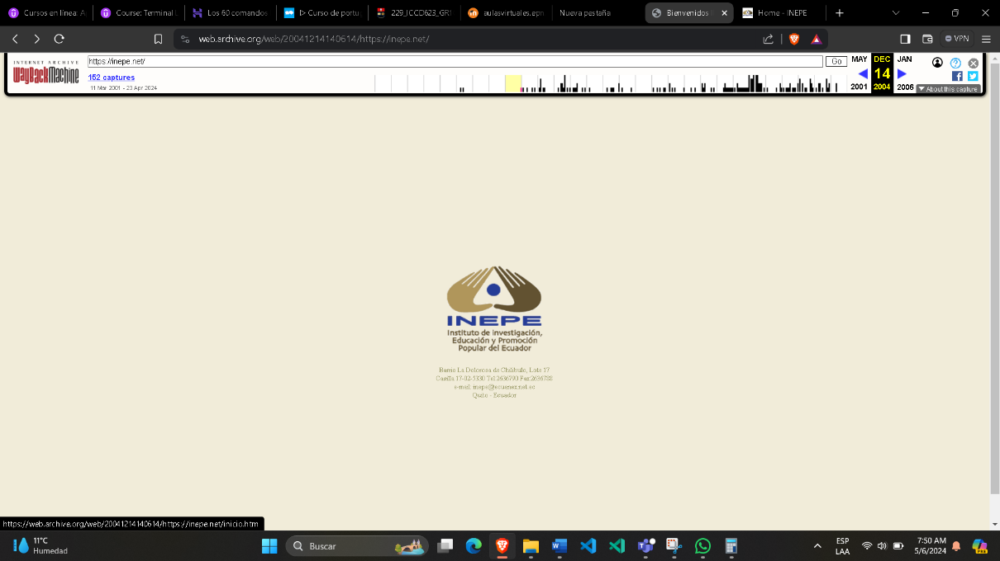 Cursos en línea: A
Course: Terminal L
Los 60 comandos
Curso de portu
229_ICCD623_GR
aulasvirtuales.epn
Nueva pestaña
Bienvenidos
Home - INEPE
web.archive.org/web/20041214140614/https://inepe.net/
VPN
INTERNET ARCHIVE
WayBackMachine
https://inepe.net/
Go
152 captures
11 Mar 2001 - 23 Apr 2024
MAY DEC JAN
14
2001 2004 2006
About this capture
INEPE
Instituto de investigación,
Educación y Promoción
Popular del Ecuador
Barrio La Dolorosa de Chilibulo, Lote 17
Casilla 17-02-5330 Tel:2636790 Fax:2636788
e-mail: inepe@ecuanex.net.ec
Quito - Ecuador
https://web.archive.org/web/20041214140614/https://inepe.net/inicio.htm
11°C
Humedad
Buscar
ESP
LAA
7:50 AM
5/6/2024